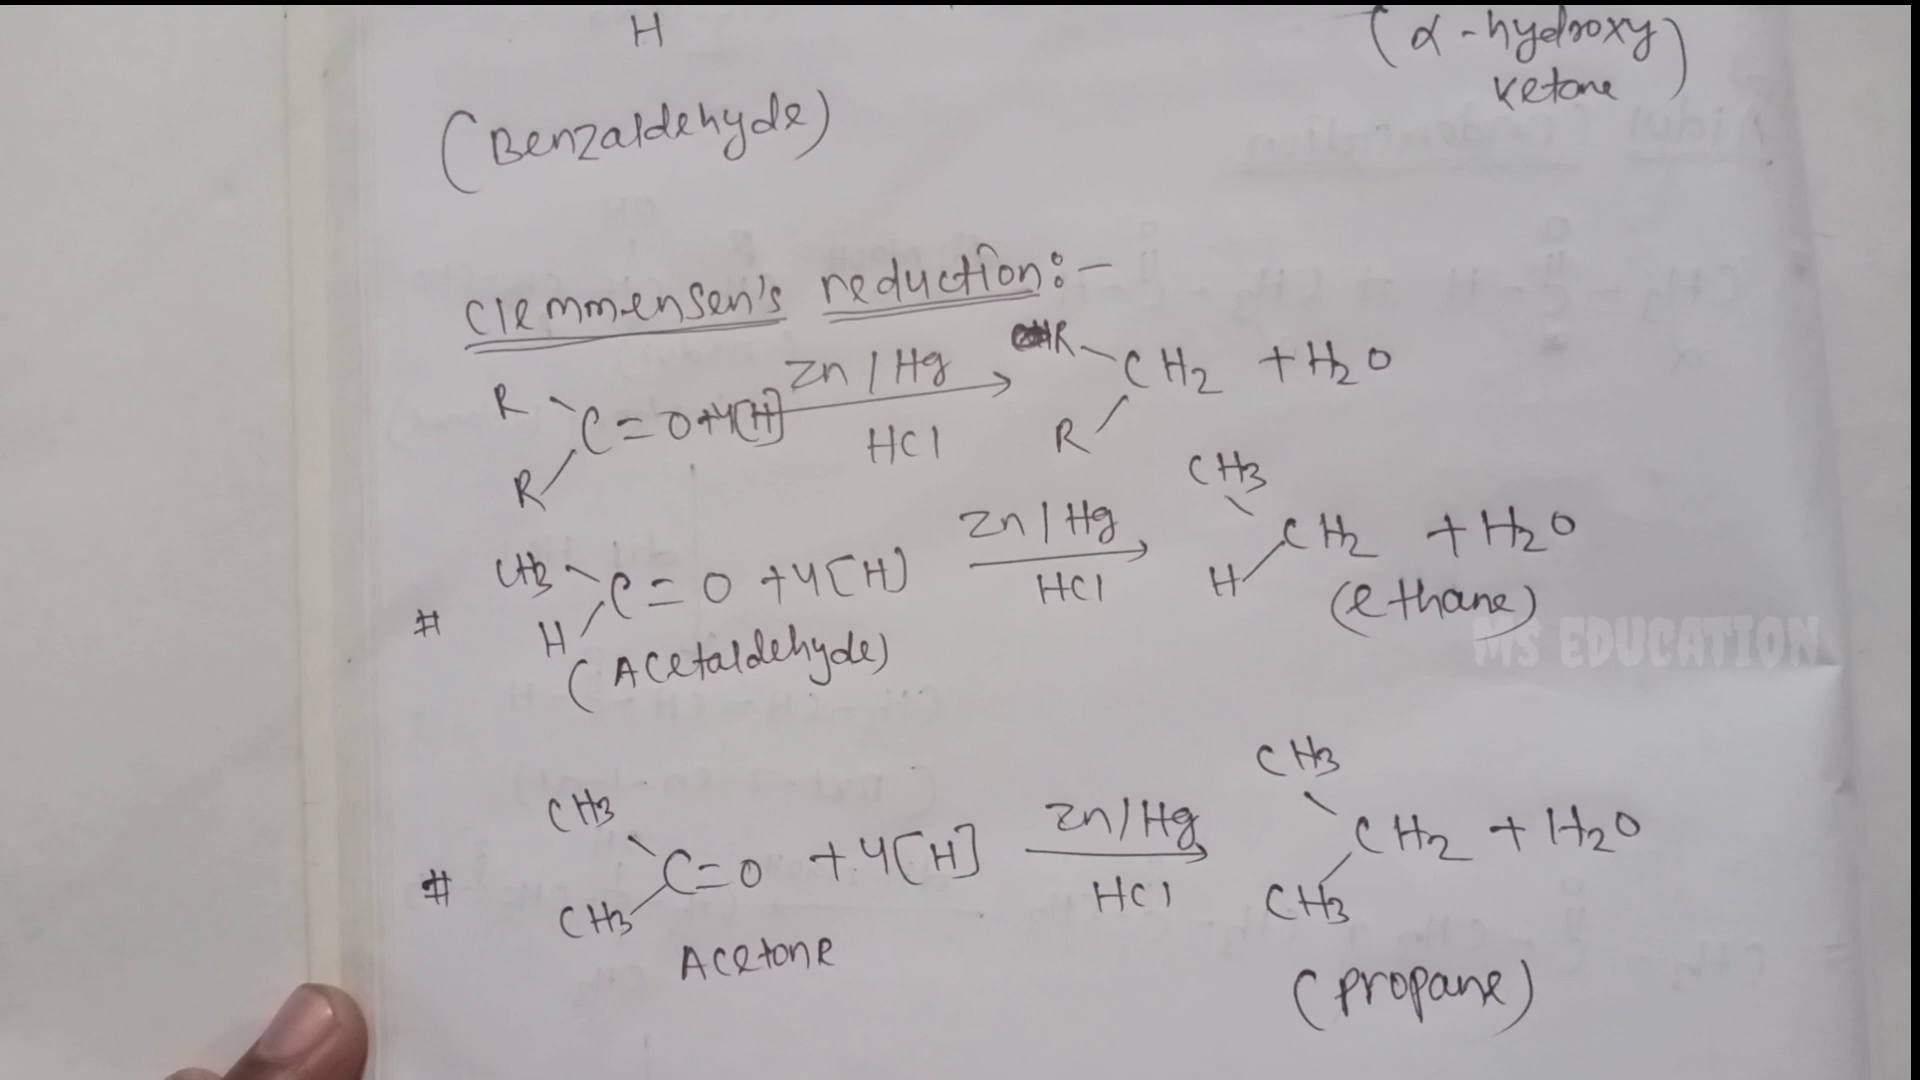 H
(α-hydroxy
ketone)
(Benzaldehyde)
Clemmensen's reduction:-
R
R
C=O+4[H]
Zn/Hg
HCl
R
R
CH2 + H2O
#
CH3
H
C=O +4[H]
Zn/Hg
HCl
CH3
H
CH2 + H2O
(Acetaldehyde)
(ethane)
MS EDUCATION
#
CH3
CH3
C=O +4[H]
Zn/Hg
HCl
CH3
CH3
CH2 + H2O
Acetone
(propane)